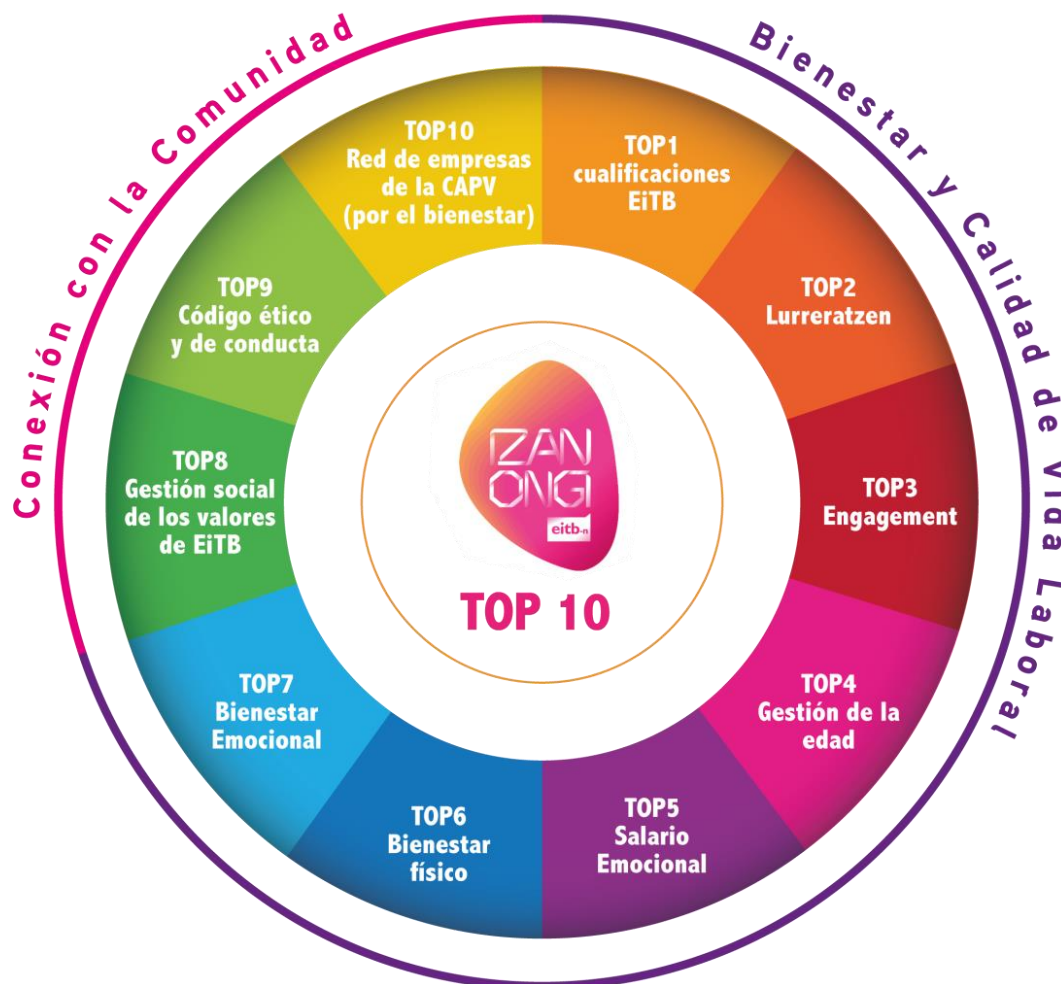 Conexión con la Comunidad
Bienestar y Calidad de Vida Laboral
TOP1
cualificaciones
EiTB
TOP2
Lurreratzen
TOP3
Engagement
TOP4
Gestión de la
edad
TOP5
Salario
Emocional
TOP6
Bienestar
físico
TOP7
Bienestar
Emocional
TOP8
Gestión social
de los valores
de EiTB
TOP9
Código ético
y de conducta
TOP10
Red de empresas
de la CAPV
(por el bienestar)
IZAN
ONGI
eitb-n
TOP 10